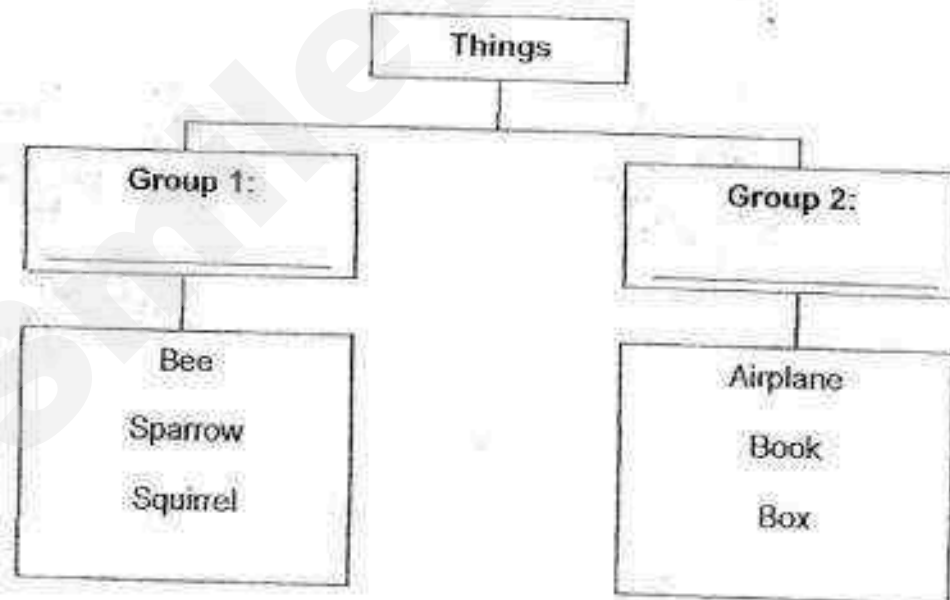 Things
Group 1:
Group 2:
Bee
Sparrow
Squirrel
Airplane
Book
Box